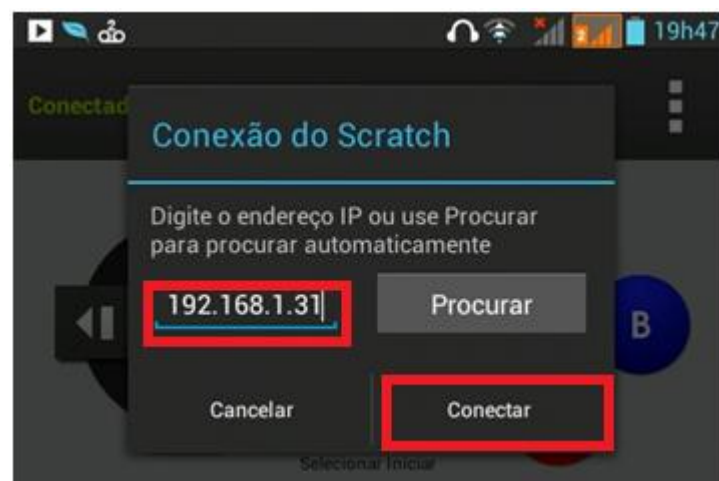 19h47
Conectad
Conexão do Scratch
Digite o endereço IP ou use Procurar
para procurar automaticamente
192.168.1.31
Procurar
B
Cancelar
Conectar
Selecionar Iniciar